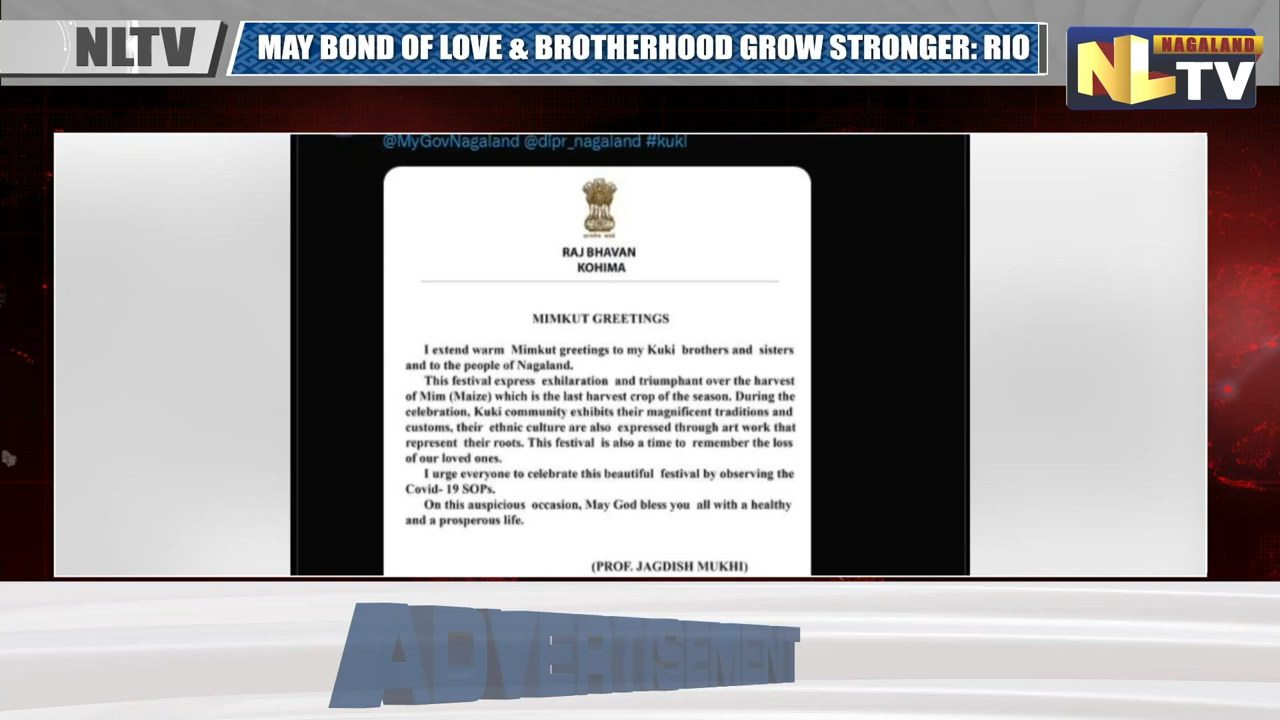 NLTV
MAY BOND OF LOVE & BROTHERHOOD GROW STRONGER: RIO
NAGALAND
NL
TV
@MyGovNagaland @dipr_nagaland #kuki
RAJ BHAVAN
KOHIMA
MIMKUT GREETINGS
I extend warm Mimkut greetings to my Kuki brothers and sisters
and to the people of Nagaland.
This festival express exhilaration and triumphant over the harvest
of Mim (Maize) which is the last harvest crop of the season. During the
celebration, Kuki community exhibits their magnificent traditions and
customs, their ethnic culture are also expressed through art work that
represent their roots. This festival is also a time to remember the loss
of our loved ones.
I urge everyone to celebrate this beautiful festival by observing the
Covid- 19 SOPs.
On this auspicious occasion, May God bless you all with a healthy
and a prosperous life.
(PROF. JAGDISH MUKHI)
ADVERTISEMENT